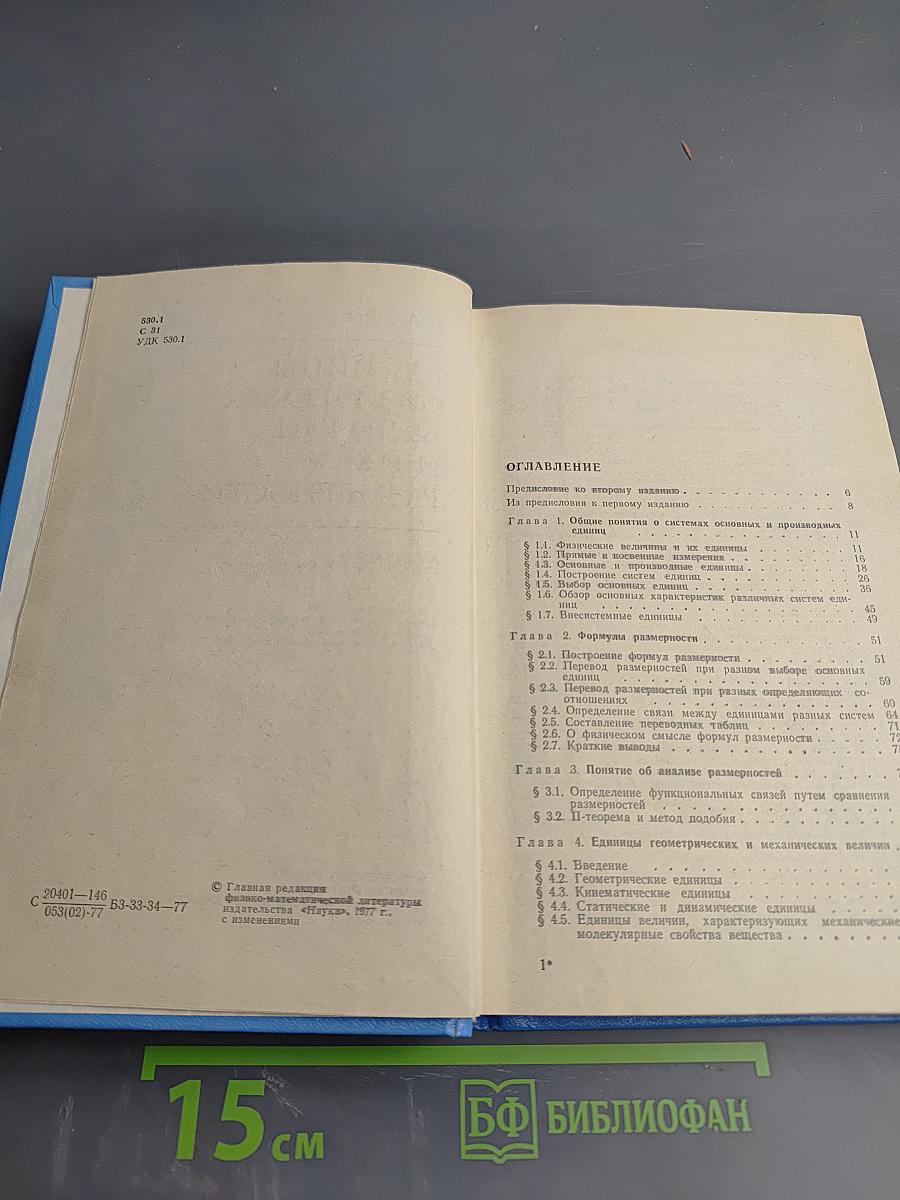 530.1
С 31
УДК 530.1
С 20401—146
053(02)-77 БЗ-33-34—77
© Главная редакция
физико-математической литературы
издательства «Наука», 1977 г.,
с изменениями
ОГЛАВЛЕНИЕ
Предисловие ко второму изданию . . . . . . . . . . 6
Из предисловия к первому изданию . . . . . . . . . 8
Глава 1. Общие понятия о системах основных и производных
единиц . . . . . . . . . . . . . . . 11
§ 1.1. Физические величины и их единицы . . . . . . . 11
§ 1.2. Прямые и косвенные измерения . . . . . . . . 16
§ 1.3. Основные и производные единицы . . . . . . . 18
§ 1.4. Построение систем единиц . . . . . . . . . . 26
§ 1.5. Выбор основных единиц . . . . . . . . . . . 36
§ 1.6. Обзор основных характеристик различных систем еди-
ниц . . . . . . . . . . . . . . . . . . 45
§ 1.7. Внесистемные единицы . . . . . . . . . . . 49
Глава 2. Формулы размерности . . . . . . . . . . . 51
§ 2.1. Построение формул размерности . . . . . . . . 51
§ 2.2. Перевод размерностей при разном выборе основных
единиц . . . . . . . . . . . . . . . . . 59
§ 2.3. Перевод размерностей при разных определяющих со-
отношениях . . . . . . . . . . . . . . . 60
§ 2.4. Определение связи между единицами разных систем 64
§ 2.5. Составление переводных таблиц . . . . . . . . 71
§ 2.6. О физическом смысле формул размерности . . . . 72
§ 2.7. Краткие выводы . . . . . . . . . . . . .
Глава 3. Понятие об анализе размерностей . . . . . .
§ 3.1. Определение функциональных связей путем сравнения
размерностей . . . . . . . . . . . . . .
§ 3.2. П-теорема и метод подобия . . . . . . . . . .
Глава 4. Единицы геометрических и механических величин .
§ 4.1. Введение . . . . . . . . . . . . . . .
§ 4.2. Геометрические единицы . . . . . . . . . .
§ 4.3. Кинематические единицы . . . . . . . . . .
§ 4.4. Статические и динамические единицы . . . . .
§ 4.5. Единицы величин, характеризующих механические
молекулярные свойства вещества . . . . . . .
1*
15 см
БФ БИБЛИОФАН